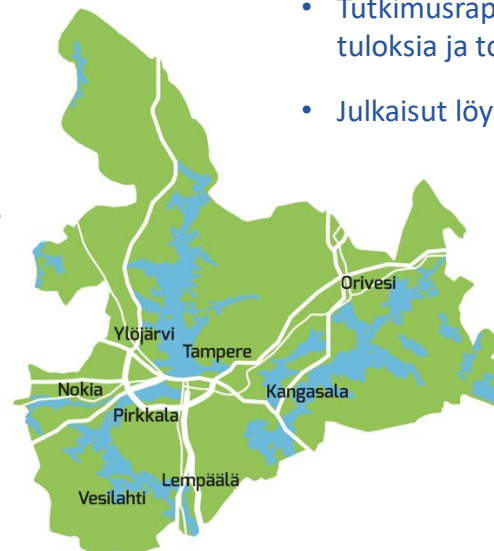 • Tutkimusrap
tuloksia ja to
• Julkaisut löy
Orivesi
Ylöjärvi
Tampere
Nokia
Kangasala
Pirkkala
Lempäälä
Vesilahti